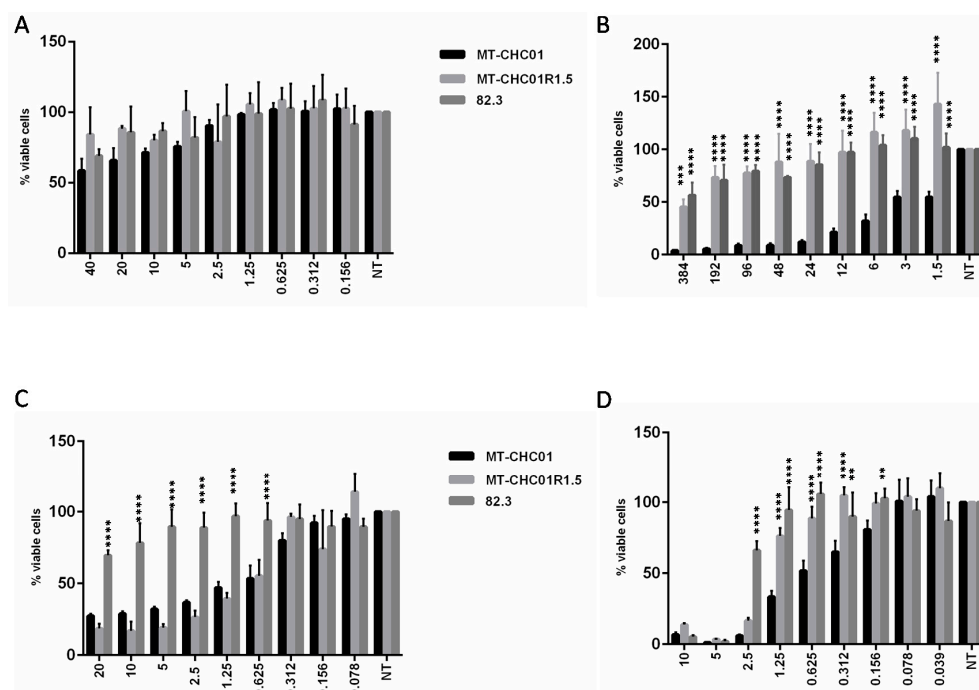 A
150
100
50
0
% viable cells
40 20 10 5 2.5 1.25 0.625 0.312 0.156 NT
MT-CHC01
MT-CHC01R1.5
82.3
B
200
150
100
50
0
% viable cells
*** **** **** **** **** **** **** **** **** **** **** **** **** **** **** **** **** ****
384 192 96 48 24 12 6 3 1.5 NT
C
150
100
50
0
% viable cells
**** **** **** **** **** ****
20 10 5 2.5 1.25 0.625 0.312 0.156 0.078 NT
MT-CHC01
MT-CHC01R1.5
82.3
D
150
100
50
0
% viable cells
**** **** **** **** **** **** ** **
10 5 2.5 1.25 0.625 0.312 0.156 0.078 0.039 NT